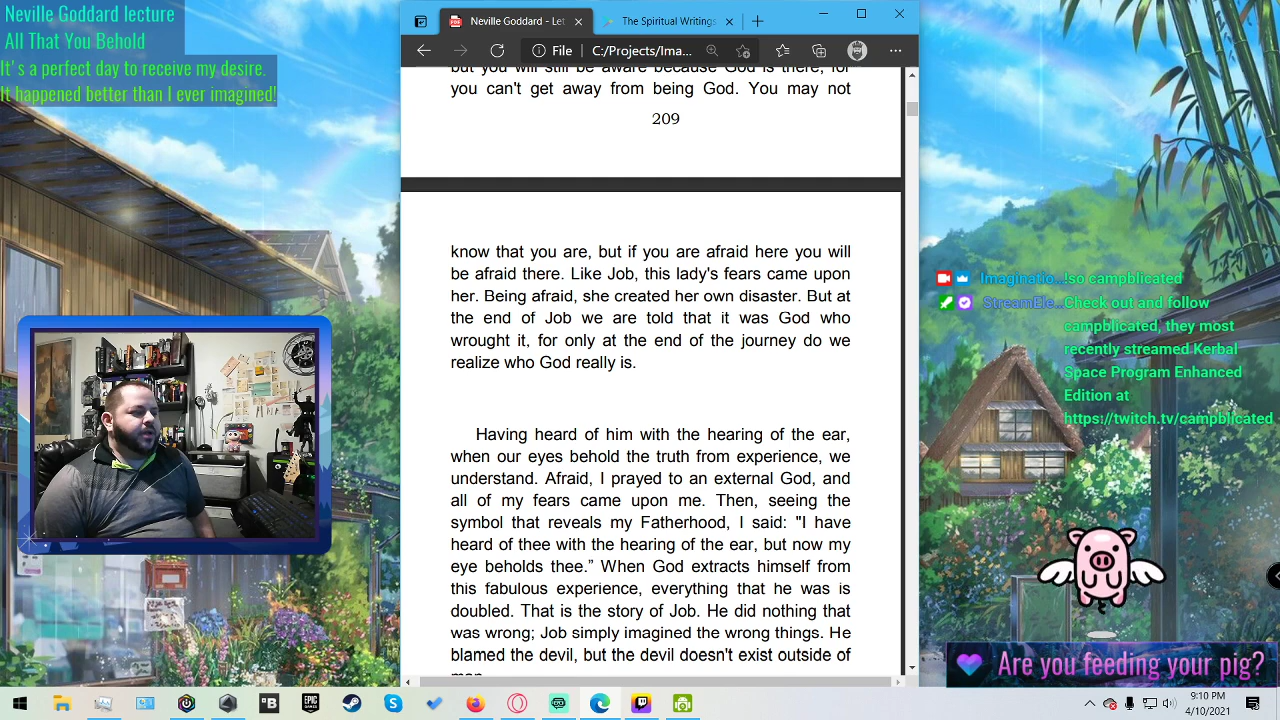 Neville Goddard lecture
All That You Behold
It's a perfect day to receive my desire.
It happened better than I ever imagined!
Neville Goddard - Let
The Spiritual Writings
File
C:/Projects/Ima...
but you will still be aware because God is there, for
you can't get away from being God. You may not
209
know that you are, but if you are afraid here you will
be afraid there. Like Job, this lady's fears came upon
her. Being afraid, she created her own disaster. But at
the end of Job we are told that it was God who
wrought it, for only at the end of the journey do we
realize who God really is.
Having heard of him with the hearing of the ear,
when our eyes behold the truth from experience, we
understand. Afraid, I prayed to an external God, and
all of my fears came upon me. Then, seeing the
symbol that reveals my Fatherhood, I said: "I have
heard of thee with the hearing of the ear, but now my
eye beholds thee.” When God extracts himself from
this fabulous experience, everything that he was is
doubled. That is the story of Job. He did nothing that
was wrong; Job simply imagined the wrong things. He
blamed the devil, but the devil doesn't exist outside of
Imaginatio... !so campblicated
StreamEle... Check out and follow
campblicated, they most
recently streamed Kerbal
Space Program Enhanced
Edition at
https://twitch.tv/campblicated
Are you feeding your pig?
EPIC
GAMES
9:10 PM
4/10/2021